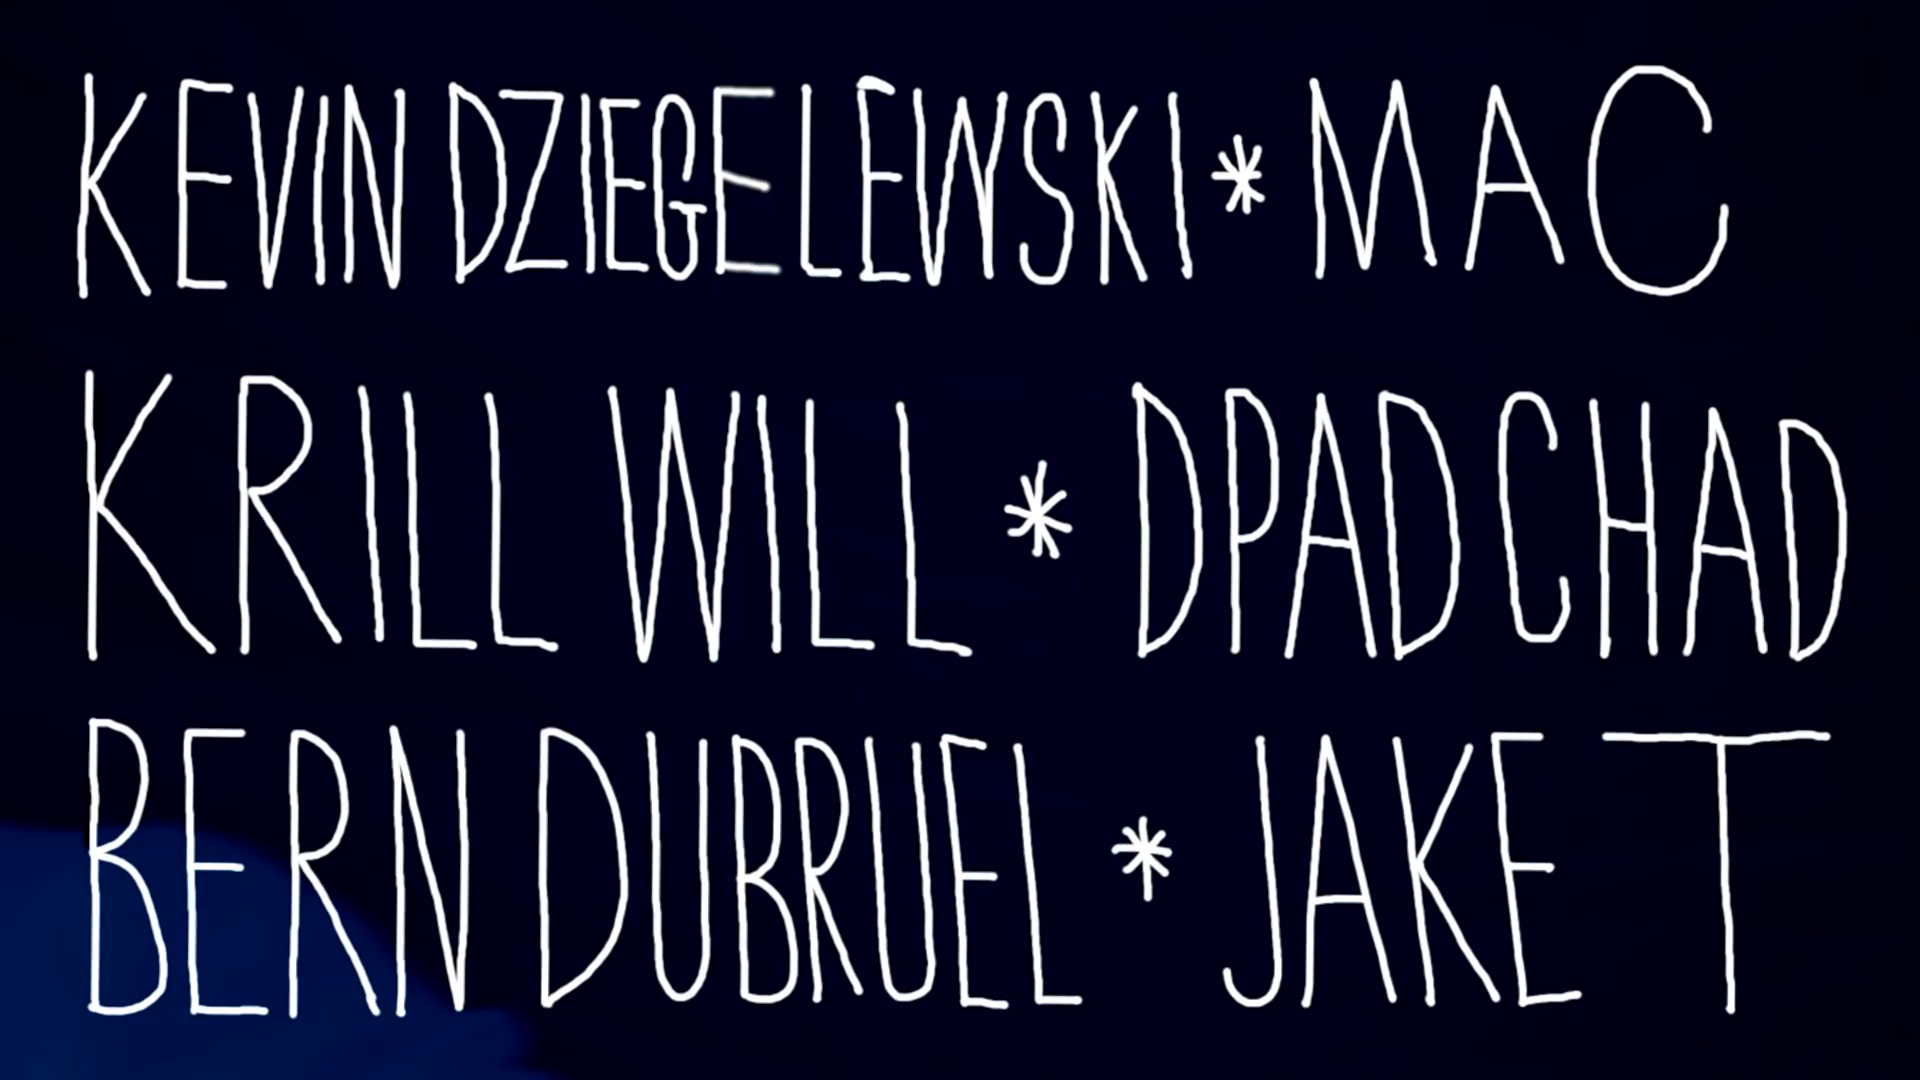 KEVIN DZIEGELEWSKI * MAC
KRILL WILL * DPAD CHAD
BERN DUBRUEL * JAKE T